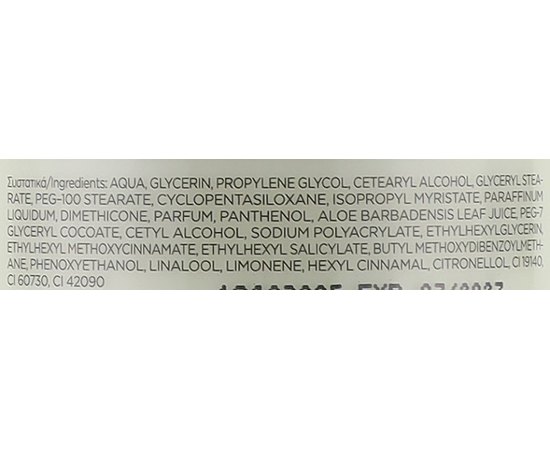 Συστατικά/Ingredients: AQUA, GLYCERIN, PROPYLENE GLYCOL, CETEARYL ALCOHOL, GLYCERYL STEA-
RATE, PEG-100 STEARATE, CYCLOPENTASILOXANE, ISOPROPYL MYRISTATE, PARAFFINUM
LIQUIDUM, DIMETHICONE, PARFUM, PANTHENOL, ALOE BARBADENSIS LEAF JUICE, PEG-7
GLYCERYL COCOATE, CETYL ALCOHOL, SODIUM POLYACRYLATE, ETHYLHEXYLGLYCERIN,
ETHYLHEXYL METHOXYCINNAMATE, ETHYLHEXYL SALICYLATE, BUTYL METHOXYDIBENZOYLMETH-
ANE, PHENOXYETHANOL, LINALOOL, LIMONENE, HEXYL CINNAMAL, CITRONELLOL, CI 19140,
CI 60730, CI 42090
EXP